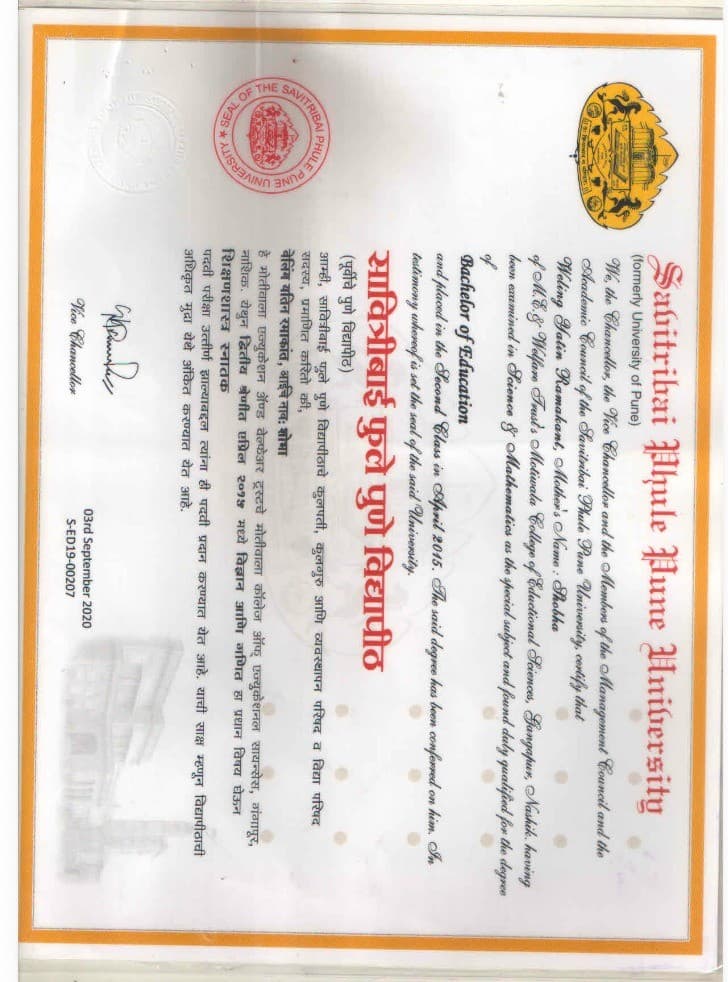 Savitribai Phule Pune University
(formerly University of Pune)
We, the Chancellor, the Vice Chancellor and the Members of the Management Council and the
Academic Council of the Savitribai Phule Pune University, certify that
Weling Yatin Ramakant, Mother's Name : Shobha
of M.E.& Welfare Trust's Motiwala College of Eductional Sciences, Gangapur, Nashik. having
been examined in Science & Mathematics as the special subject and found duly qualified for the degree
of
Bachelor of Education
and placed in the Second Class in April 2015. The said degree has been conferred on him. In
testimony whereof is set the seal of the said University.
सावित्रीबाई फुले पुणे विद्यापीठ
(पूर्वीचे पुणे विद्यापीठ)
आम्ही, सावित्रीबाई फुले पुणे विद्यापीठाचे कुलपती, कुलगुरु आणि व्यवस्थापन परिषद व विद्या परिषद
सदस्य, प्रमाणित करितो की,
वेलिंग यतिन रमाकांत, आईचे नाव: शोभा
हे मोतीवाला एज्युकेशन ॲण्ड वेल्फेअर ट्रस्टचे मोतीवाला कॉलेज ऑफ् एज्युकेशनल सायन्सेस, गंगापुर,
नाशिक. येथून द्वितीय श्रेणीत एप्रिल २०१५ मध्ये विज्ञान आणि गणित हा प्रधान विषय घेऊन
शिक्षणशास्त्र स्नातक
पदवी परीक्षा उत्तीर्ण झाल्याबद्दल त्यांना ही पदवी प्रदान करण्यात येत आहे. याची साक्ष म्हणुन विद्यापीठाची
अधिकृत मुद्रा येथे अंकित करण्यात येत आहे.
SEAL OF THE SAVITRIBAI PHULE PUNE UNIVERSITY
Vice Chancellor
03rd September 2020
S-ED19-00207